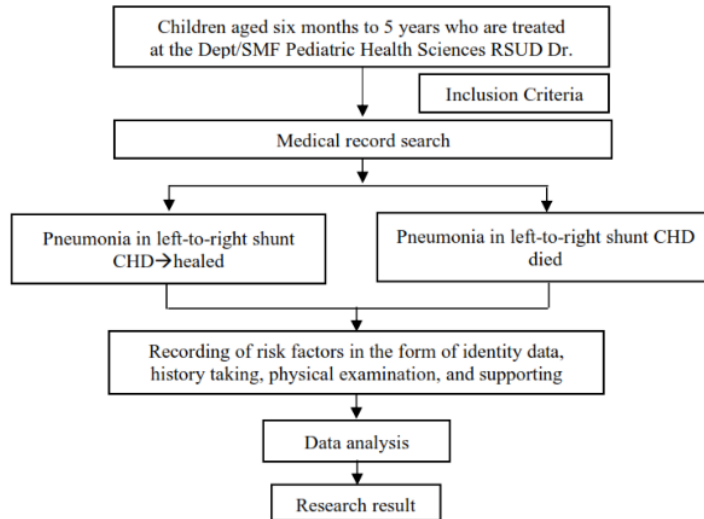 Children aged six months to 5 years who are treated
at the Dept/SMF Pediatric Health Sciences RSUD Dr.
Inclusion Criteria
Medical record search
Pneumonia in left-to-right shunt
CHD→healed
Pneumonia in left-to-right shunt CHD
died
Recording of risk factors in the form of identity data,
history taking, physical examination, and supporting
Data analysis
Research result